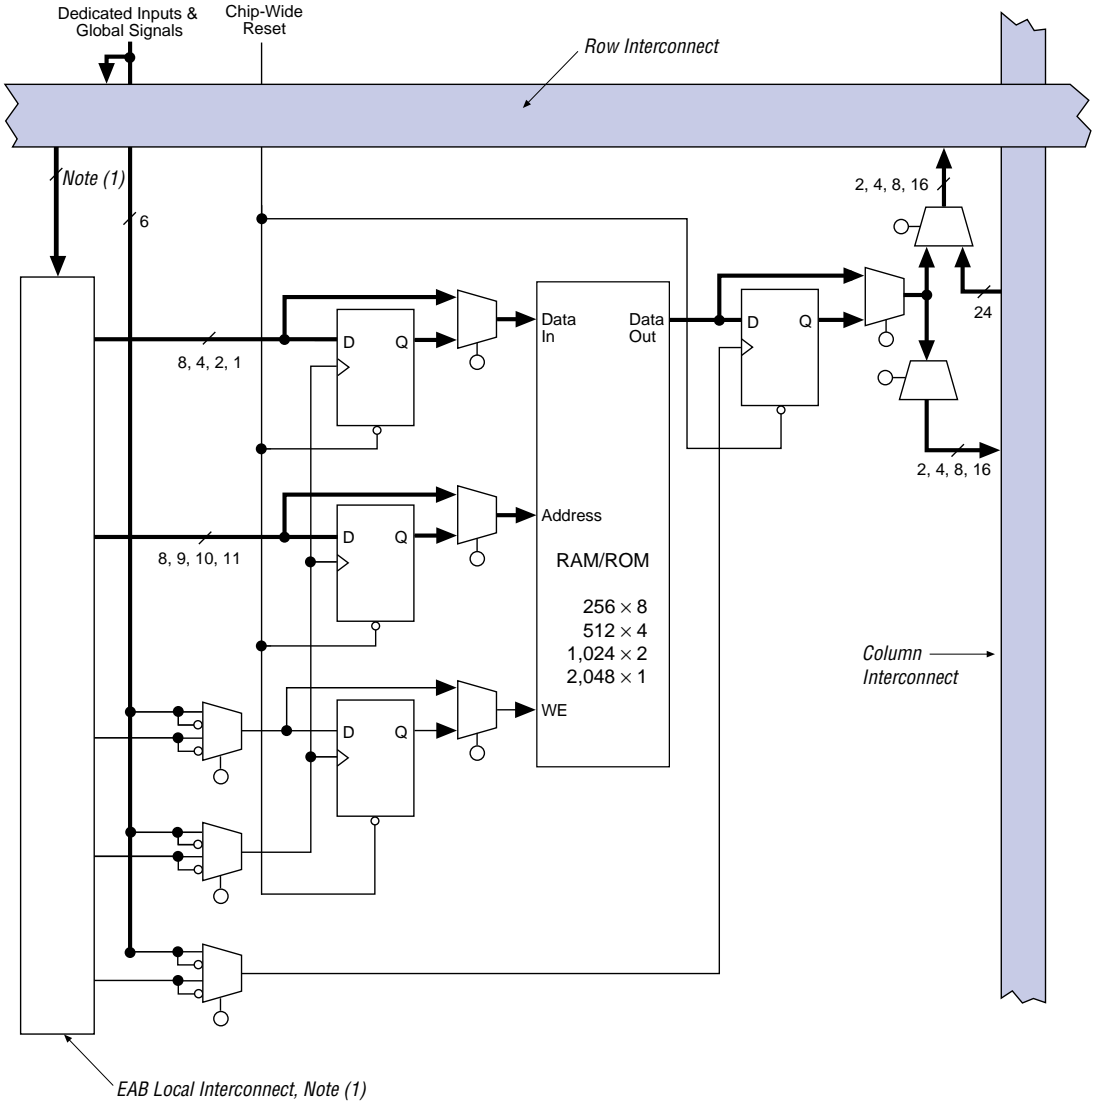 Dedicated Inputs &
Global Signals
Chip-Wide
Reset
Row Interconnect
Note (1)
6
2, 4, 8, 16
24
8, 4, 2, 1
D
Q
Data
In
Data
Out
D
Q
2, 4, 8, 16
8, 9, 10, 11
D
Q
Address
RAM/ROM
256 × 8
512 × 4
1,024 × 2
2,048 × 1
Column
Interconnect
D
Q
WE
EAB Local Interconnect, Note (1)